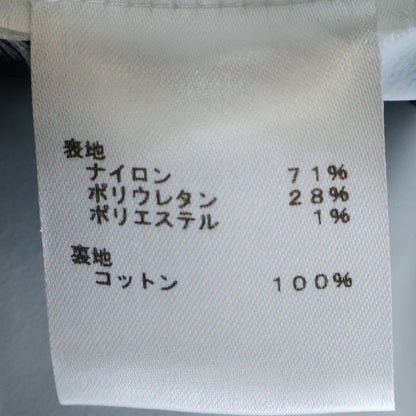 表地
ナイロン 71%
ポリウレタン 28%
ポリエステル 1%
裏地
コットン 100%